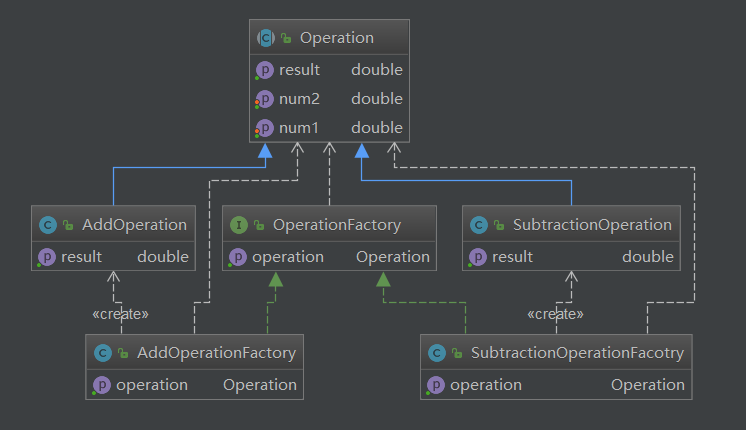 Operation
result double
num2 double
num1 double
AddOperation
result double
OperationFactory
operation Operation
SubtractionOperation
result double
«create»
«create»
AddOperationFactory
operation Operation
SubtractionOperationFacotry
operation Operation